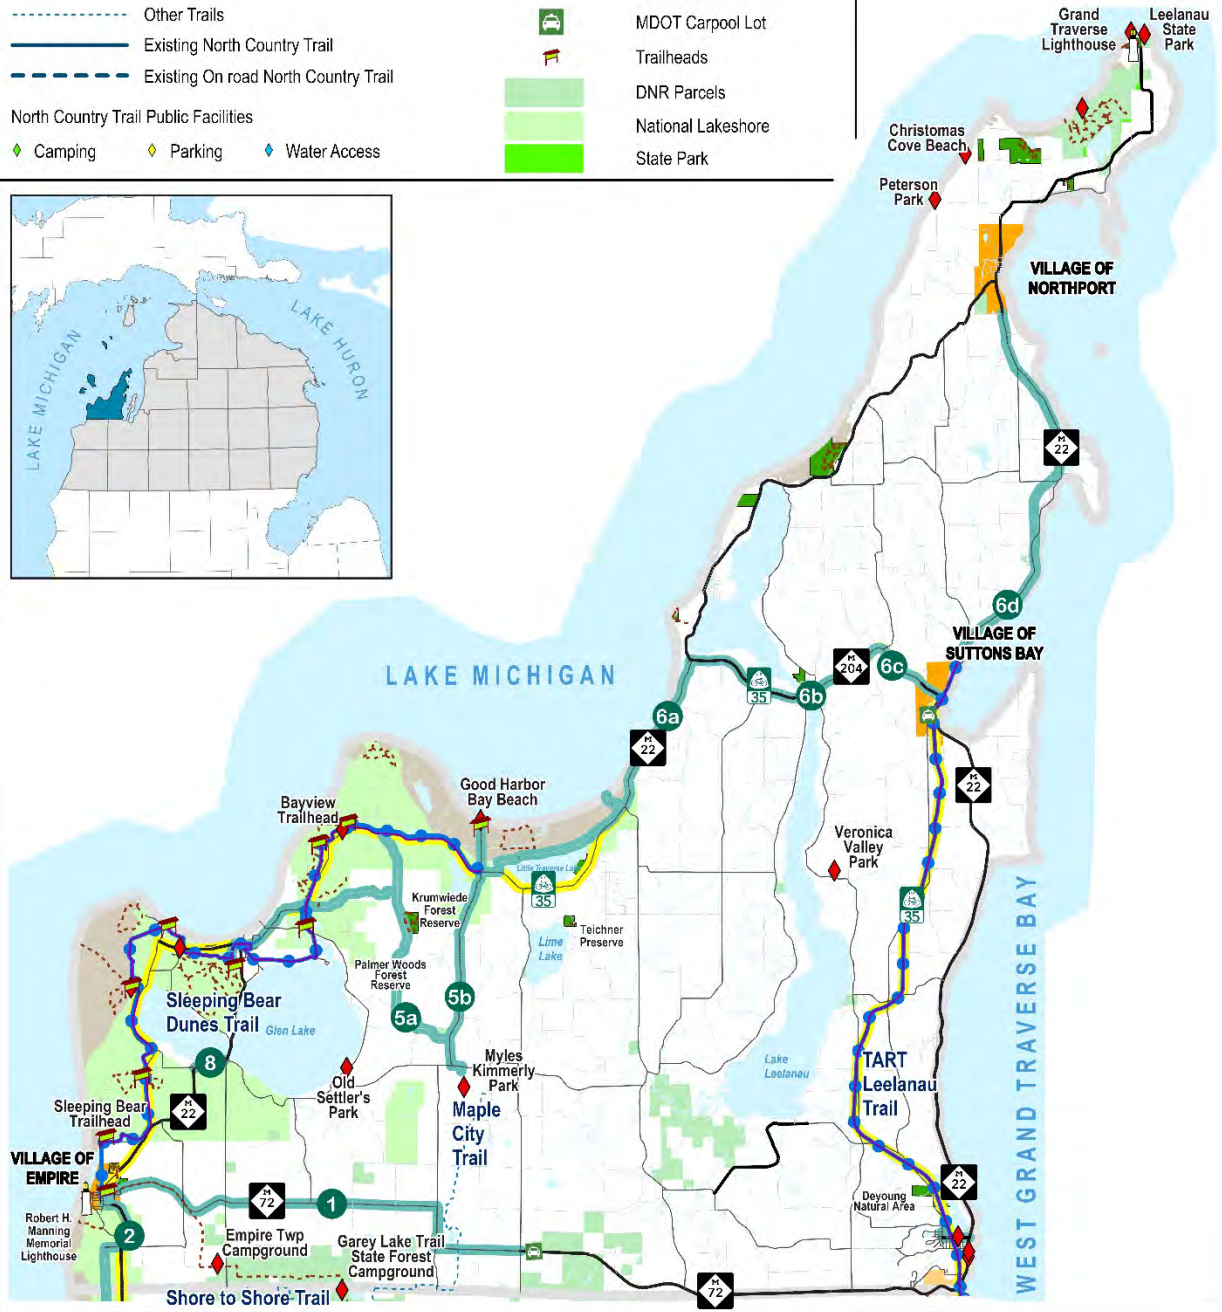 Other Trails
Existing North Country Trail
Existing On road North Country Trail
North Country Trail Public Facilities
Camping
Parking
Water Access
MDOT Carpool Lot
Trailheads
DNR Parcels
National Lakeshore
State Park
LAKE MICHIGAN
LAKE HURON
Grand
Traverse
Lighthouse
Leelanau
State
Park
Christomas
Cove Beach
Peterson
Park
VILLAGE OF
NORTHPORT
M
22
6d
VILLAGE OF
SUTTONS BAY
LAKE MICHIGAN
M
204
6c
35
6b
6a
M
22
M
22
Good Harbor
Bay Beach
Bayview
Trailhead
Veronica
Valley
Park
Little Traverse Lake
35
35
Krumwiede
Forest
Reserve
Teichner
Preserve
Lime
Lake
Palmer Woods
Forest
Reserve
Sleeping Bear
Dunes Trail
Glen Lake
5b
5a
8
Old
Settler's
Park
Myles
Kimmerly
Park
Lake
Leelanau
TART
Leelanau
Trail
WEST GRAND TRAVERSE BAY
M
22
Sleeping Bear
Trailhead
Maple
City
Trail
VILLAGE OF
EMPIRE
M
72
1
M
22
Deyoung
Natural Area
Robert H.
Manning
Memorial
Lighthouse
2
Empire Twp
Campground
Garey Lake Trail
State Forest
Campground
M
72
Shore to Shore Trail